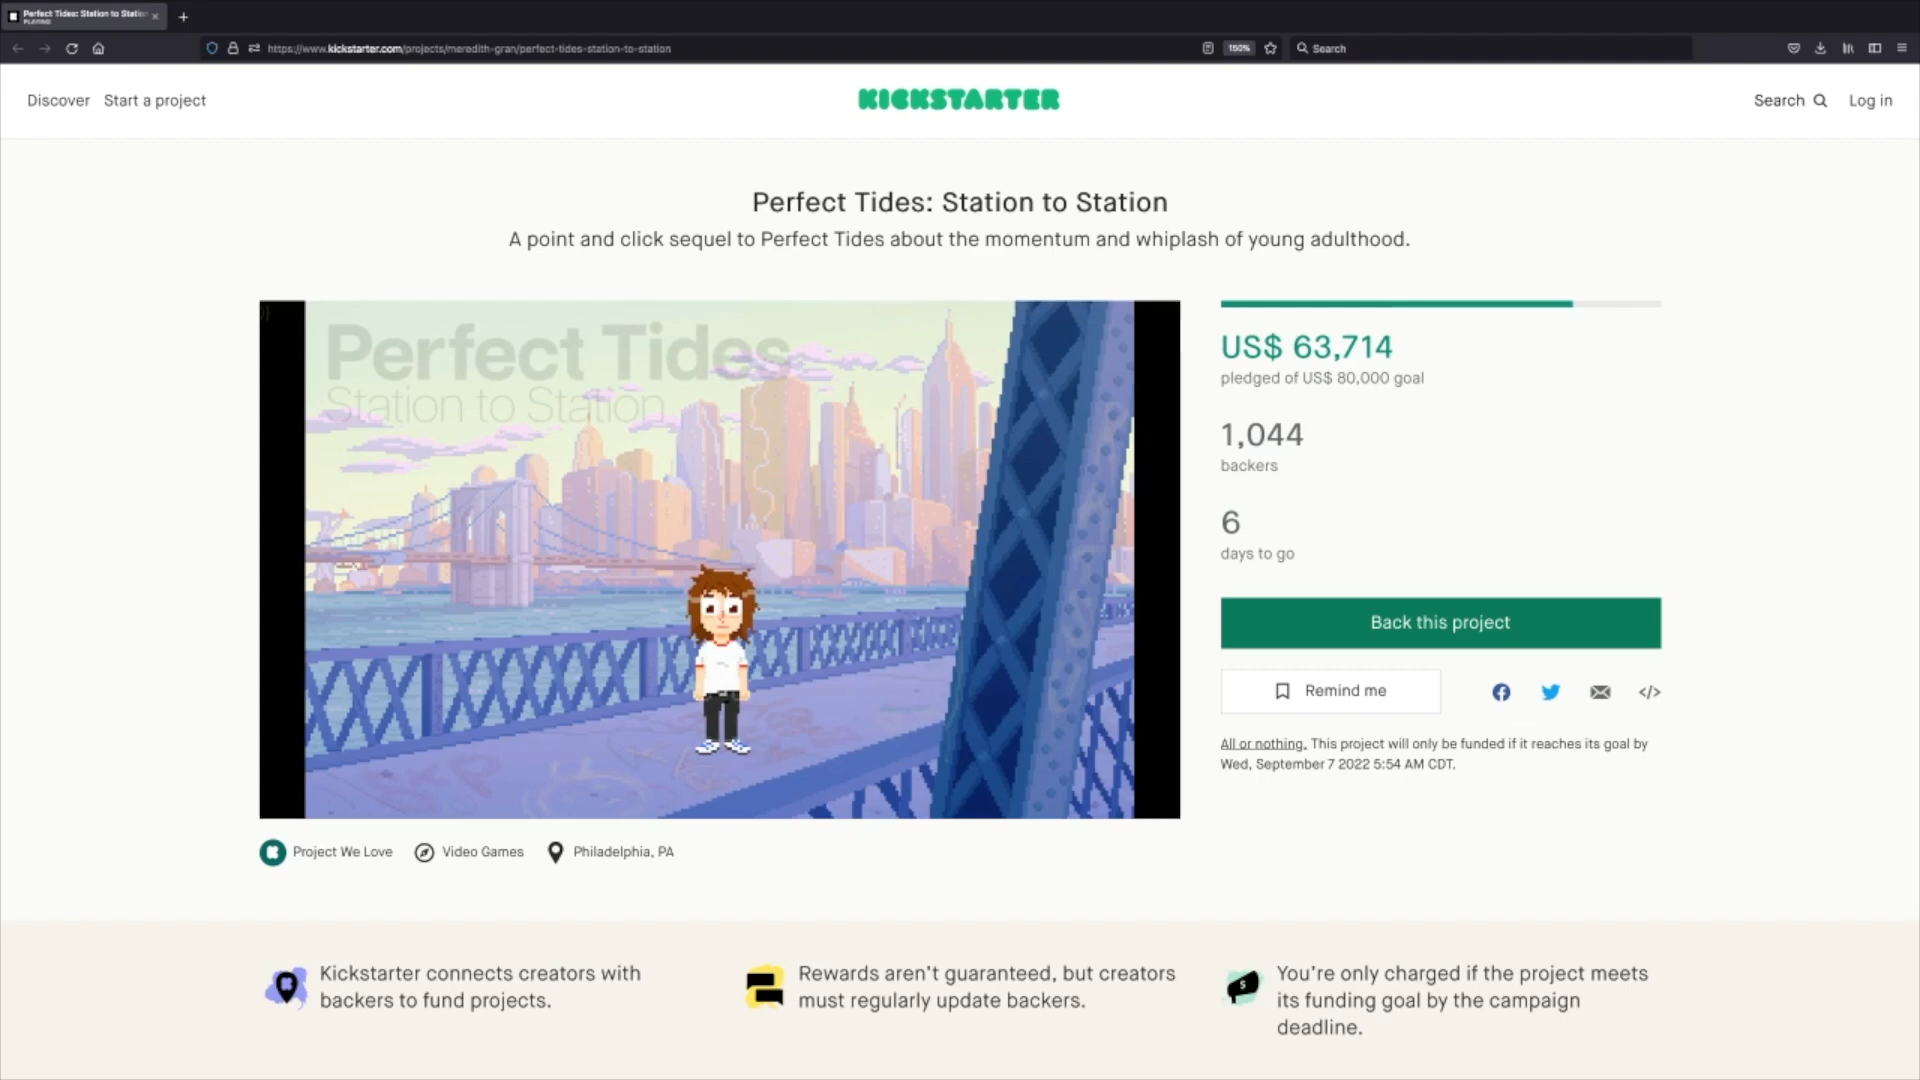 Perfect Tides: Station to Station
PLAYING
https://www.kickstarter.com/projects/meredith-gran/perfect-tides-station-to-station
150%
Search
Discover
Start a project
KICKSTARTER
Search
Log in
Perfect Tides: Station to Station
A point and click sequel to Perfect Tides about the momentum and whiplash of young adulthood.
Perfect Tides
Station to Station
US$ 63,714
pledged of US$ 80,000 goal
1,044
backers
6
days to go
Back this project
Remind me
All or nothing. This project will only be funded if it reaches its goal by
Wed, September 7 2022 5:54 AM CDT.
Project We Love
Video Games
Philadelphia, PA
Kickstarter connects creators with
backers to fund projects.
Rewards aren't guaranteed, but creators
must regularly update backers.
You're only charged if the project meets
its funding goal by the campaign
deadline.